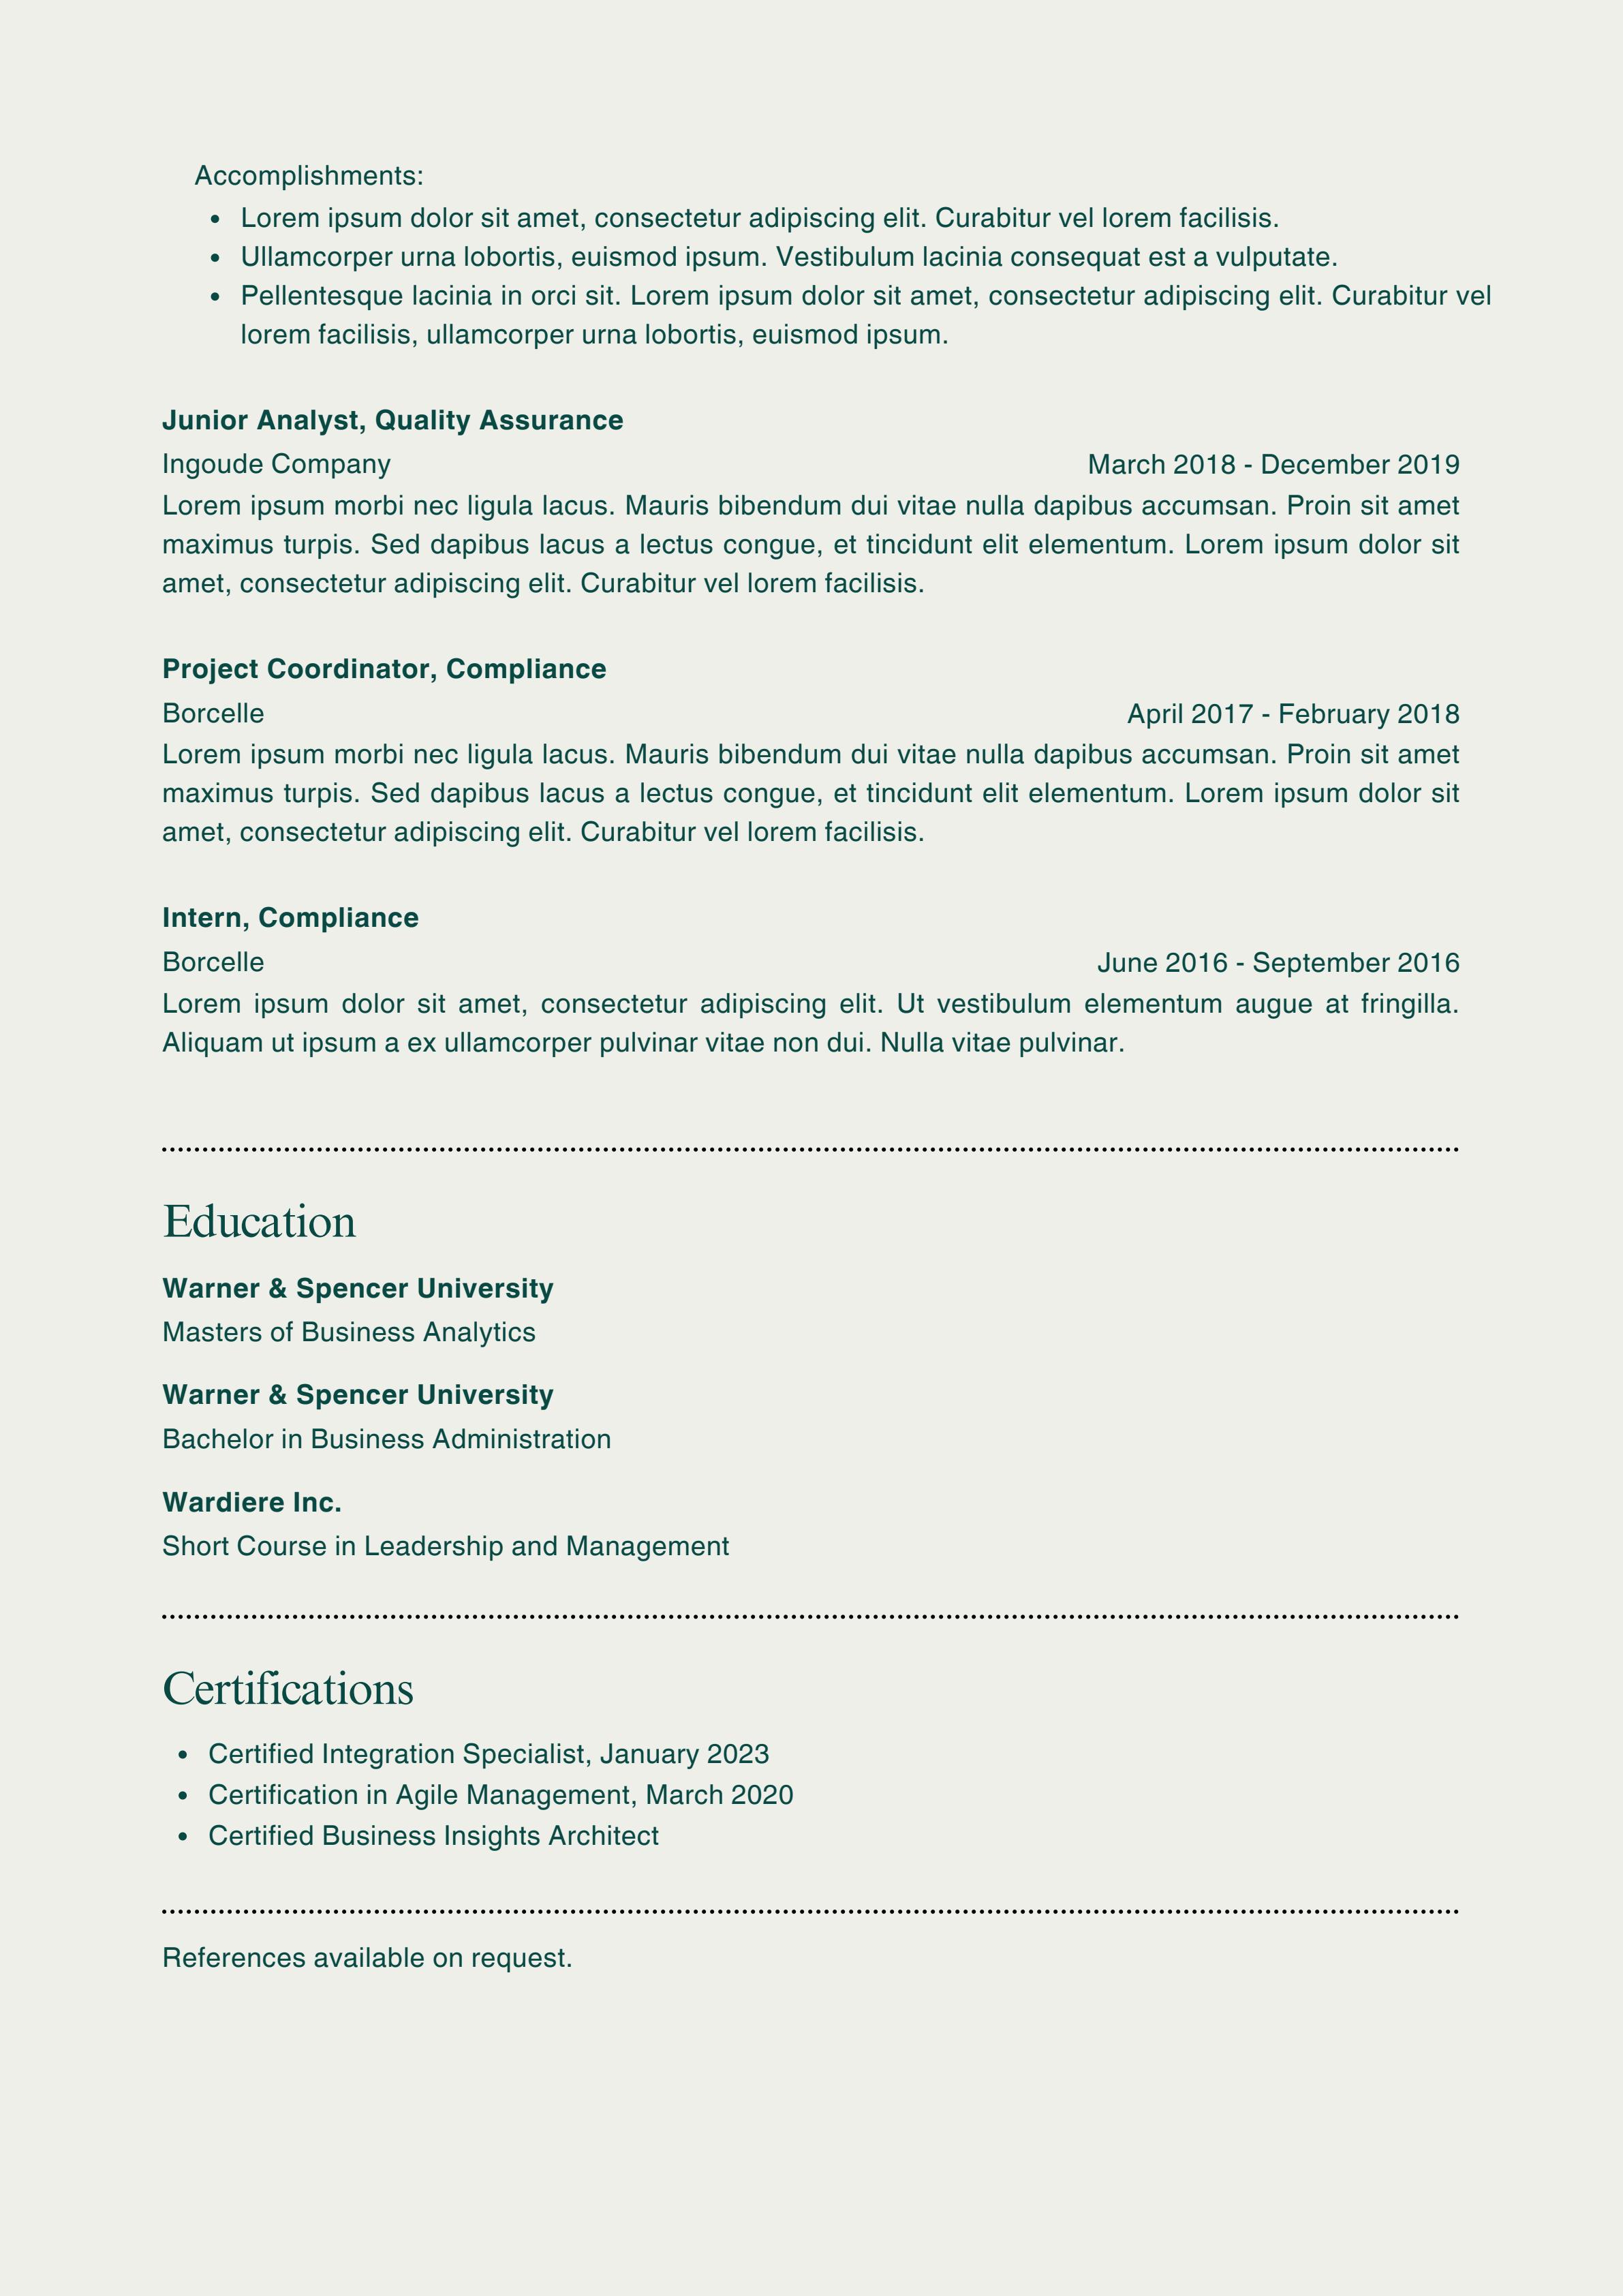 Accomplishments:
• Lorem ipsum dolor sit amet, consectetur adipiscing elit. Curabitur vel lorem facilisis.
• Ullamcorper urna lobortis, euismod ipsum. Vestibulum lacinia consequat est a vulputate.
• Pellentesque lacinia in orci sit. Lorem ipsum dolor sit amet, consectetur adipiscing elit. Curabitur vel
lorem facilisis, ullamcorper urna lobortis, euismod ipsum.
Junior Analyst, Quality Assurance
Ingoude Company March 2018 - December 2019
Lorem ipsum morbi nec ligula lacus. Mauris bibendum dui vitae nulla dapibus accumsan. Proin sit amet
maximus turpis. Sed dapibus lacus a lectus congue, et tincidunt elit elementum. Lorem ipsum dolor sit
amet, consectetur adipiscing elit. Curabitur vel lorem facilisis.
Project Coordinator, Compliance
Borcelle April 2017 - February 2018
Lorem ipsum morbi nec ligula lacus. Mauris bibendum dui vitae nulla dapibus accumsan. Proin sit amet
maximus turpis. Sed dapibus lacus a lectus congue, et tincidunt elit elementum. Lorem ipsum dolor sit
amet, consectetur adipiscing elit. Curabitur vel lorem facilisis.
Intern, Compliance
Borcelle June 2016 - September 2016
Lorem ipsum dolor sit amet, consectetur adipiscing elit. Ut vestibulum elementum augue at fringilla.
Aliquam ut ipsum a ex ullamcorper pulvinar vitae non dui. Nulla vitae pulvinar.
Education
Warner & Spencer University
Masters of Business Analytics
Warner & Spencer University
Bachelor in Business Administration
Wardiere Inc.
Short Course in Leadership and Management
Certifications
• Certified Integration Specialist, January 2023
• Certification in Agile Management, March 2020
• Certified Business Insights Architect
References available on request.